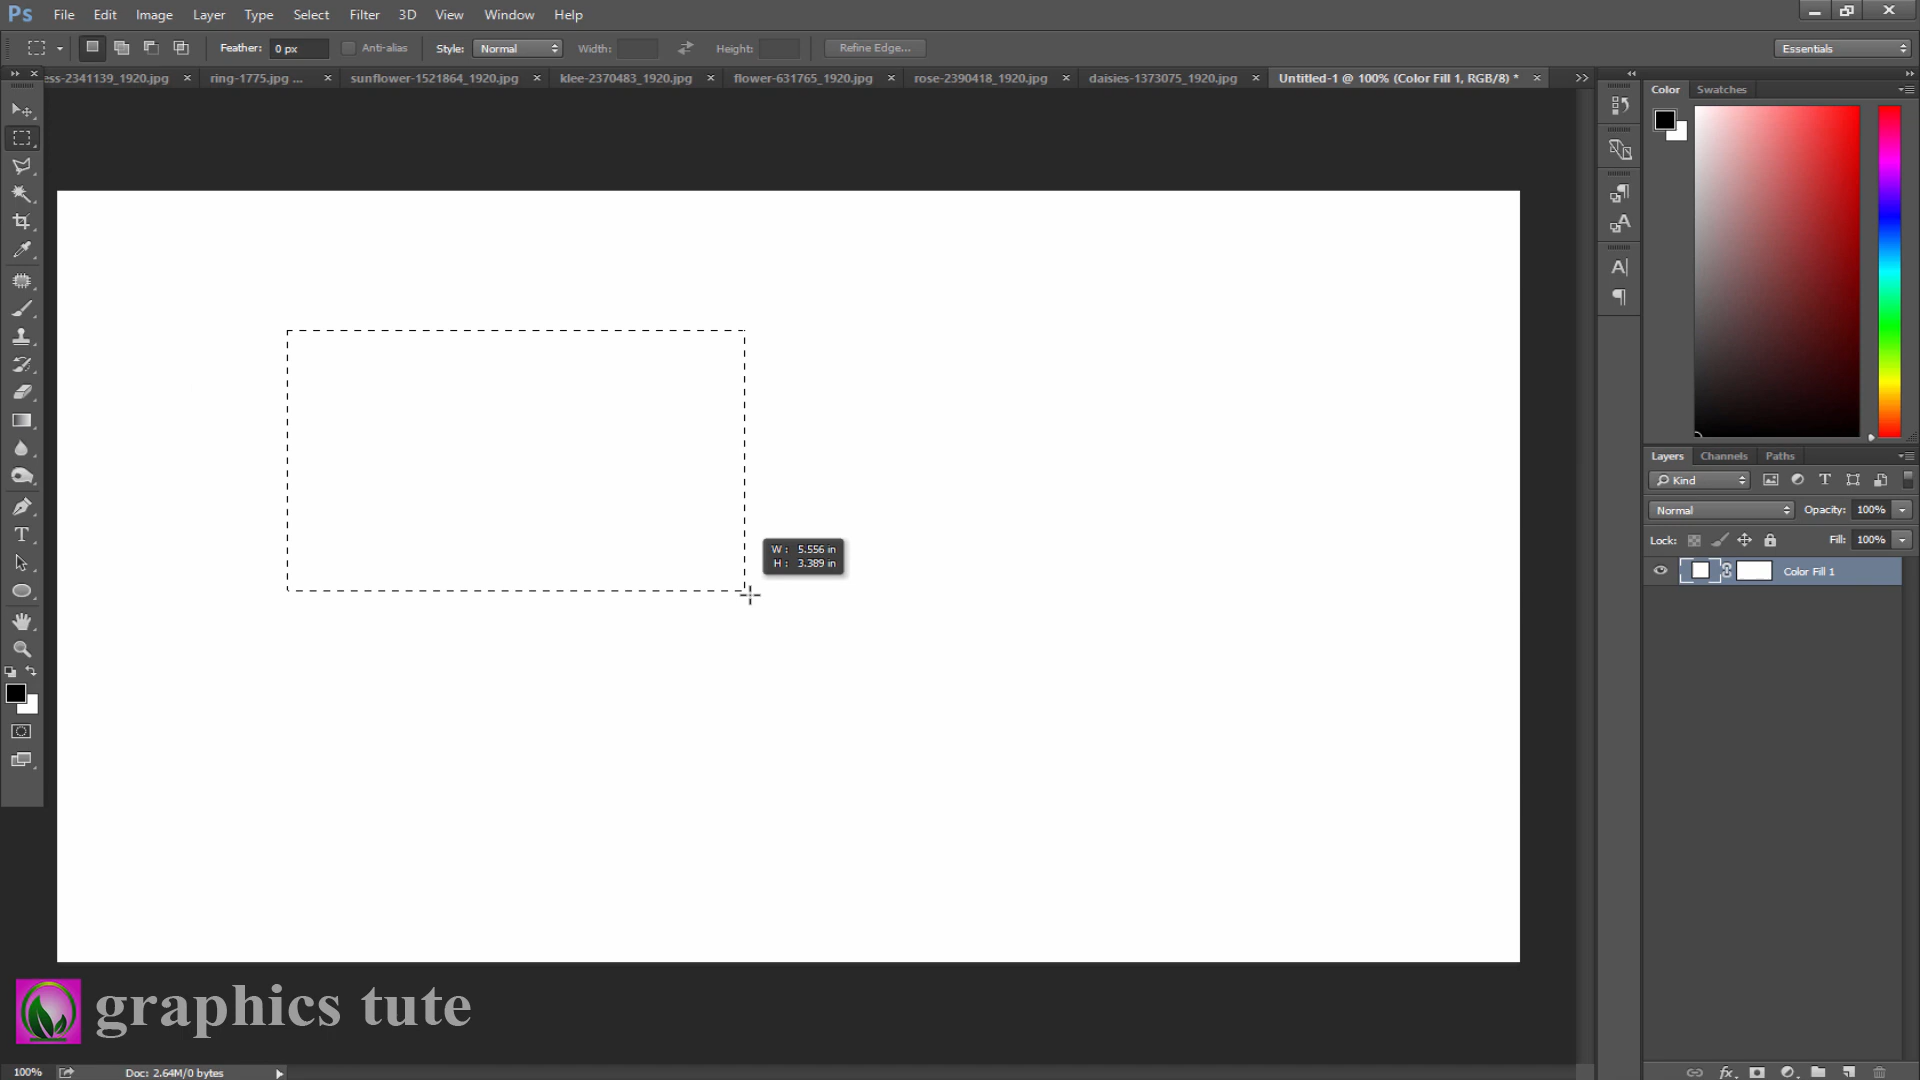 Ps File Edit Image Layer Type Select Filter 3D View Window Help
Feather: 0 px Anti-alias Style: Normal Width: Height: Refine Edge... Essentials
ess-2341139_1920.jpg × ring-1775.jpg ... × sunflower-1521864_1920.jpg × klee-2370483_1920.jpg × flower-631765_1920.jpg × rose-2390418_1920.jpg × daisies-1373075_1920.jpg × Untitled-1 @ 100% (Color Fill 1, RGB/8) * ×
Color Swatches
W : 5.556 in
H : 3.389 in
Layers Channels Paths
Kind
Normal Opacity: 100%
Lock: Fill: 100%
Color Fill 1
graphics tute
100% Doc: 2.64M/0 bytes